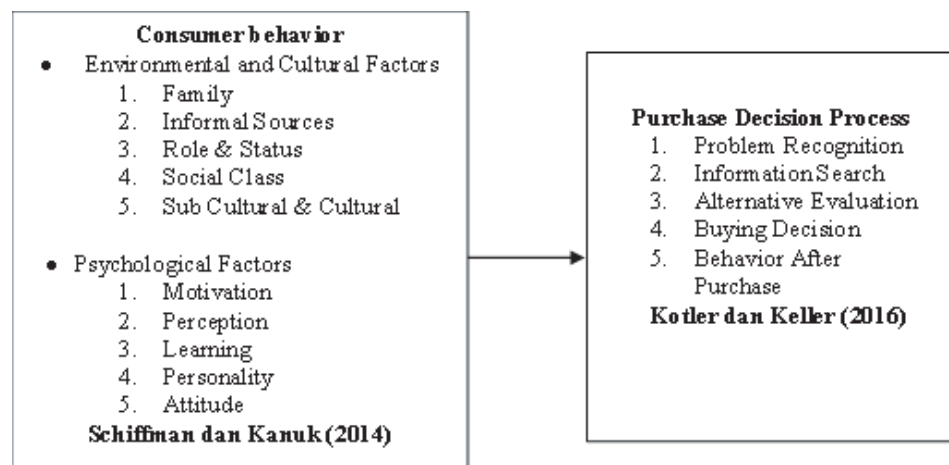 Consumer behavior
● Environmental and Cultural Factors
1. Family
2. Informal Sources
3. Role & Status
4. Social Class
5. Sub Cultural & Cultural
● Psychological Factors
1. Motivation
2. Perception
3. Learning
4. Personality
5. Attitude
Schiffman dan Kanuk (2014)
Purchase Decision Process
1. Problem Recognition
2. Information Search
3. Alternative Evaluation
4. Buying Decision
5. Behavior After
Purchase
Kotler dan Keller (2016)